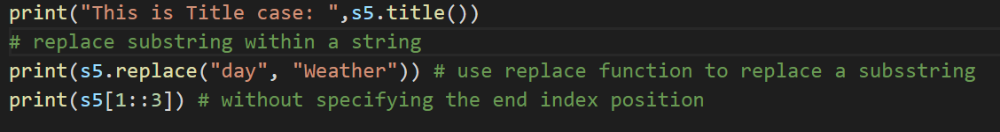 print("This is Title case: ",s5.title())
# replace substring within a string
print(s5.replace("day", "Weather")) # use replace function to replace a subsstring
print(s5[1::3]) # without specifying the end index position